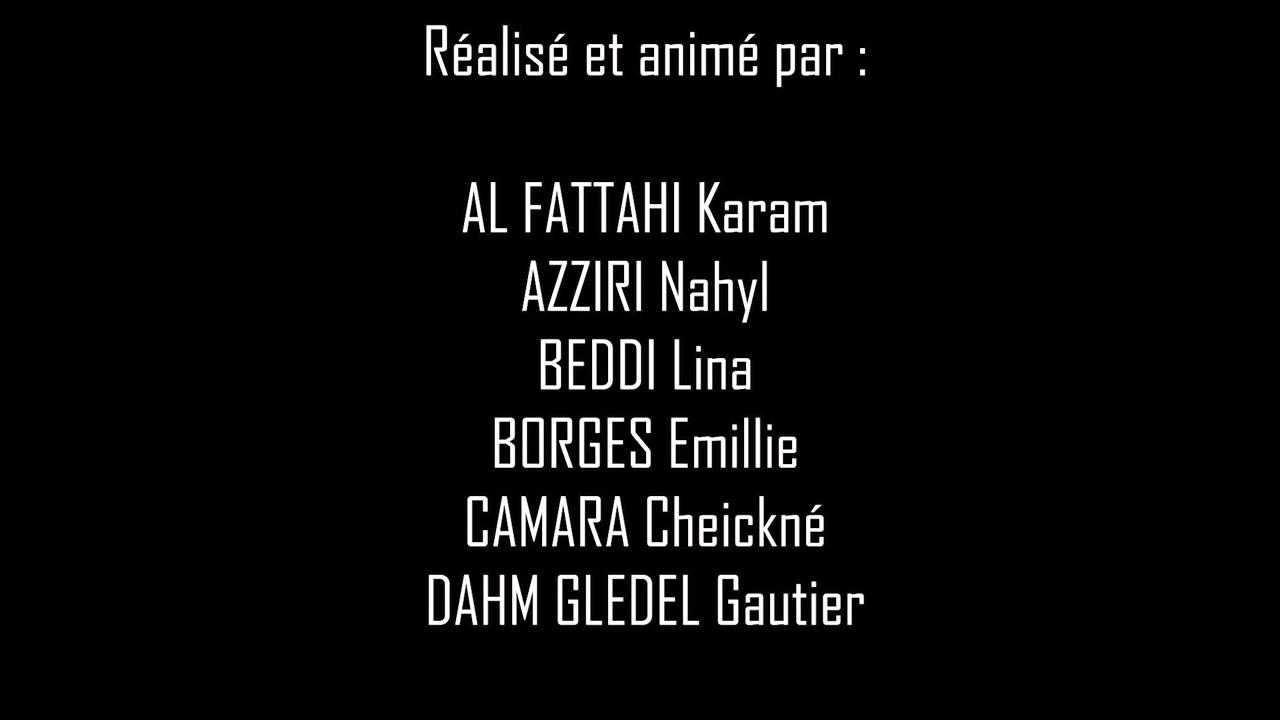 Réalisé et animé par :
AL FATTAHI Karam
AZZIRI Nahyl
BEDDI Lina
BORGES Emillie
CAMARA Cheickné
DAHM GLEDEL Gautier